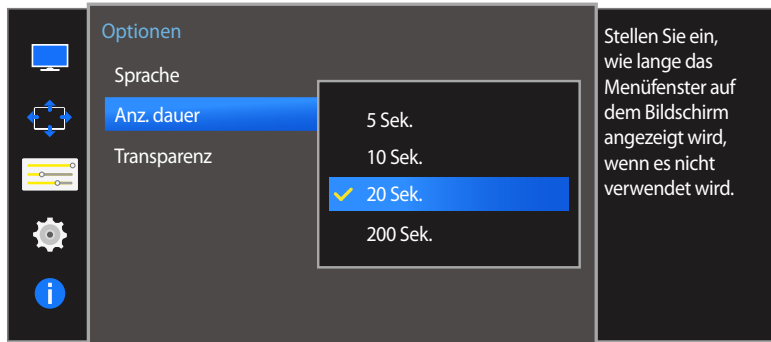 Optionen
Sprache
Anz. dauer
Transparenz
5 Sek.
10 Sek.
20 Sek.
200 Sek.
Stellen Sie ein,
wie lange das
Menüfenster auf
dem Bildschirm
angezeigt wird,
wenn es nicht
verwendet wird.